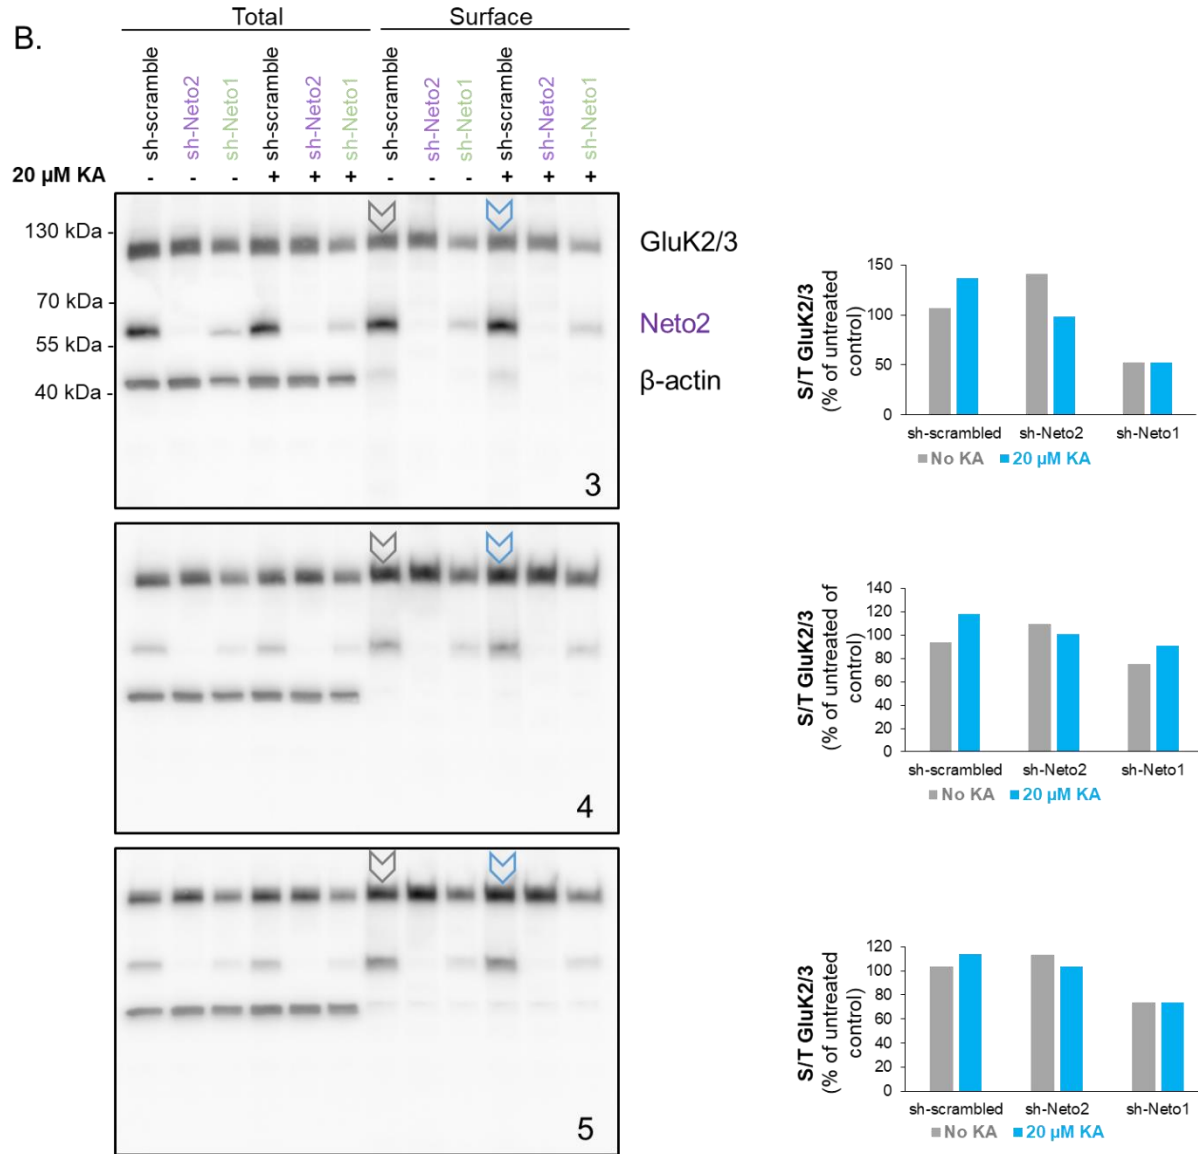 B.
Total
Surface
sh-scramble
sh-Neto2
sh-Neto1
sh-scramble
sh-Neto2
sh-Neto1
sh-scramble
sh-Neto2
sh-Neto1
sh-scramble
sh-Neto2
sh-Neto1
20 µM KA - - - + + + - - - + + +
130 kDa -
70 kDa -
55 kDa -
40 kDa -
GluK2/3
Neto2
β-actin
3
S/T GluK2/3
(% of untreated
control)
150
100
50
0
sh-scrambled sh-Neto2 sh-Neto1
No KA 20 µM KA
4
S/T GluK2/3
(% of untreated of
control)
140
120
100
80
60
40
20
0
sh-scrambled sh-Neto2 sh-Neto1
No KA 20 µM KA
5
S/T GluK2/3
(% of untreated
control)
120
100
80
60
40
20
0
sh-scrambled sh-Neto2 sh-Neto1
No KA 20 µM KA